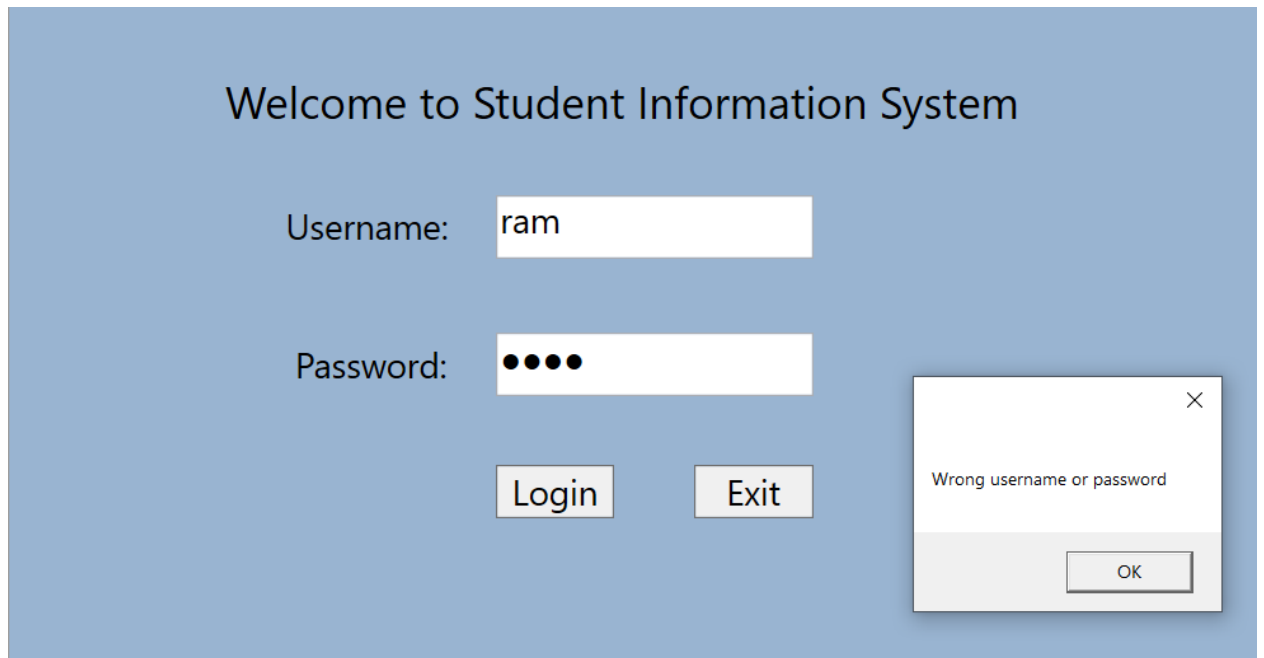 Welcome to Student Information System
Username: ram
Password: ●●●●
Login Exit
Wrong username or password
OK